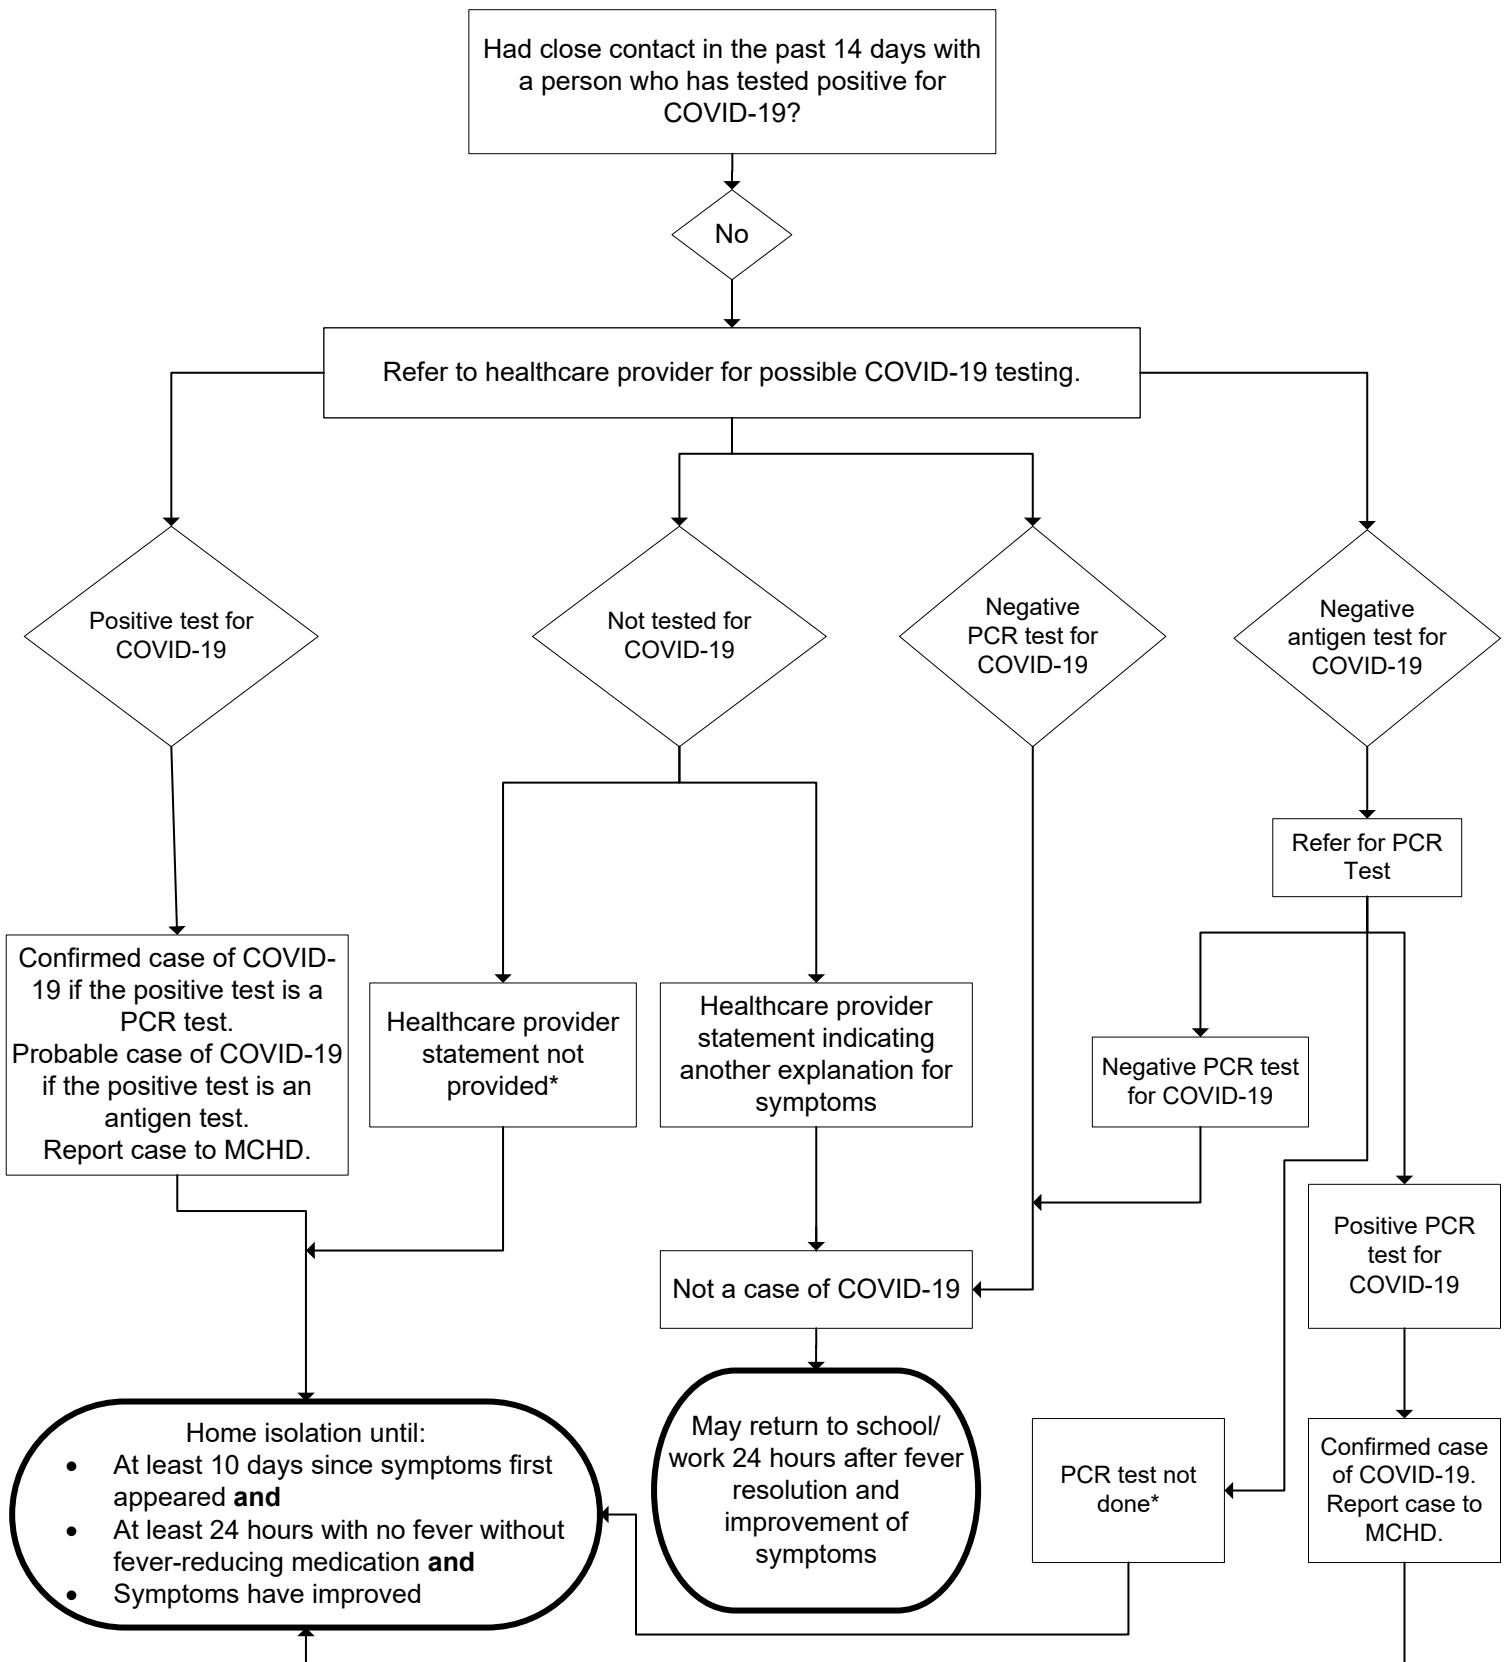 Had close contact in the past 14 days with
a person who has tested positive for
COVID-19?
No
Refer to healthcare provider for possible COVID-19 testing.
Positive test for
COVID-19
Not tested for
COVID-19
Negative
PCR test for
COVID-19
Negative
antigen test for
COVID-19
Refer for PCR
Test
Confirmed case of COVID-
19 if the positive test is a
PCR test.
Probable case of COVID-19
if the positive test is an
antigen test.
Report case to MCHD.
Healthcare provider
statement not
provided*
Healthcare provider
statement indicating
another explanation for
symptoms
Negative PCR test
for COVID-19
Positive PCR
test for
COVID-19
Not a case of COVID-19
Home isolation until:
• At least 10 days since symptoms first
appeared and
• At least 24 hours with no fever without
fever-reducing medication and
• Symptoms have improved
May return to school/
work 24 hours after fever
resolution and
improvement of
symptoms
PCR test not
done*
Confirmed case
of COVID-19.
Report case to
MCHD.